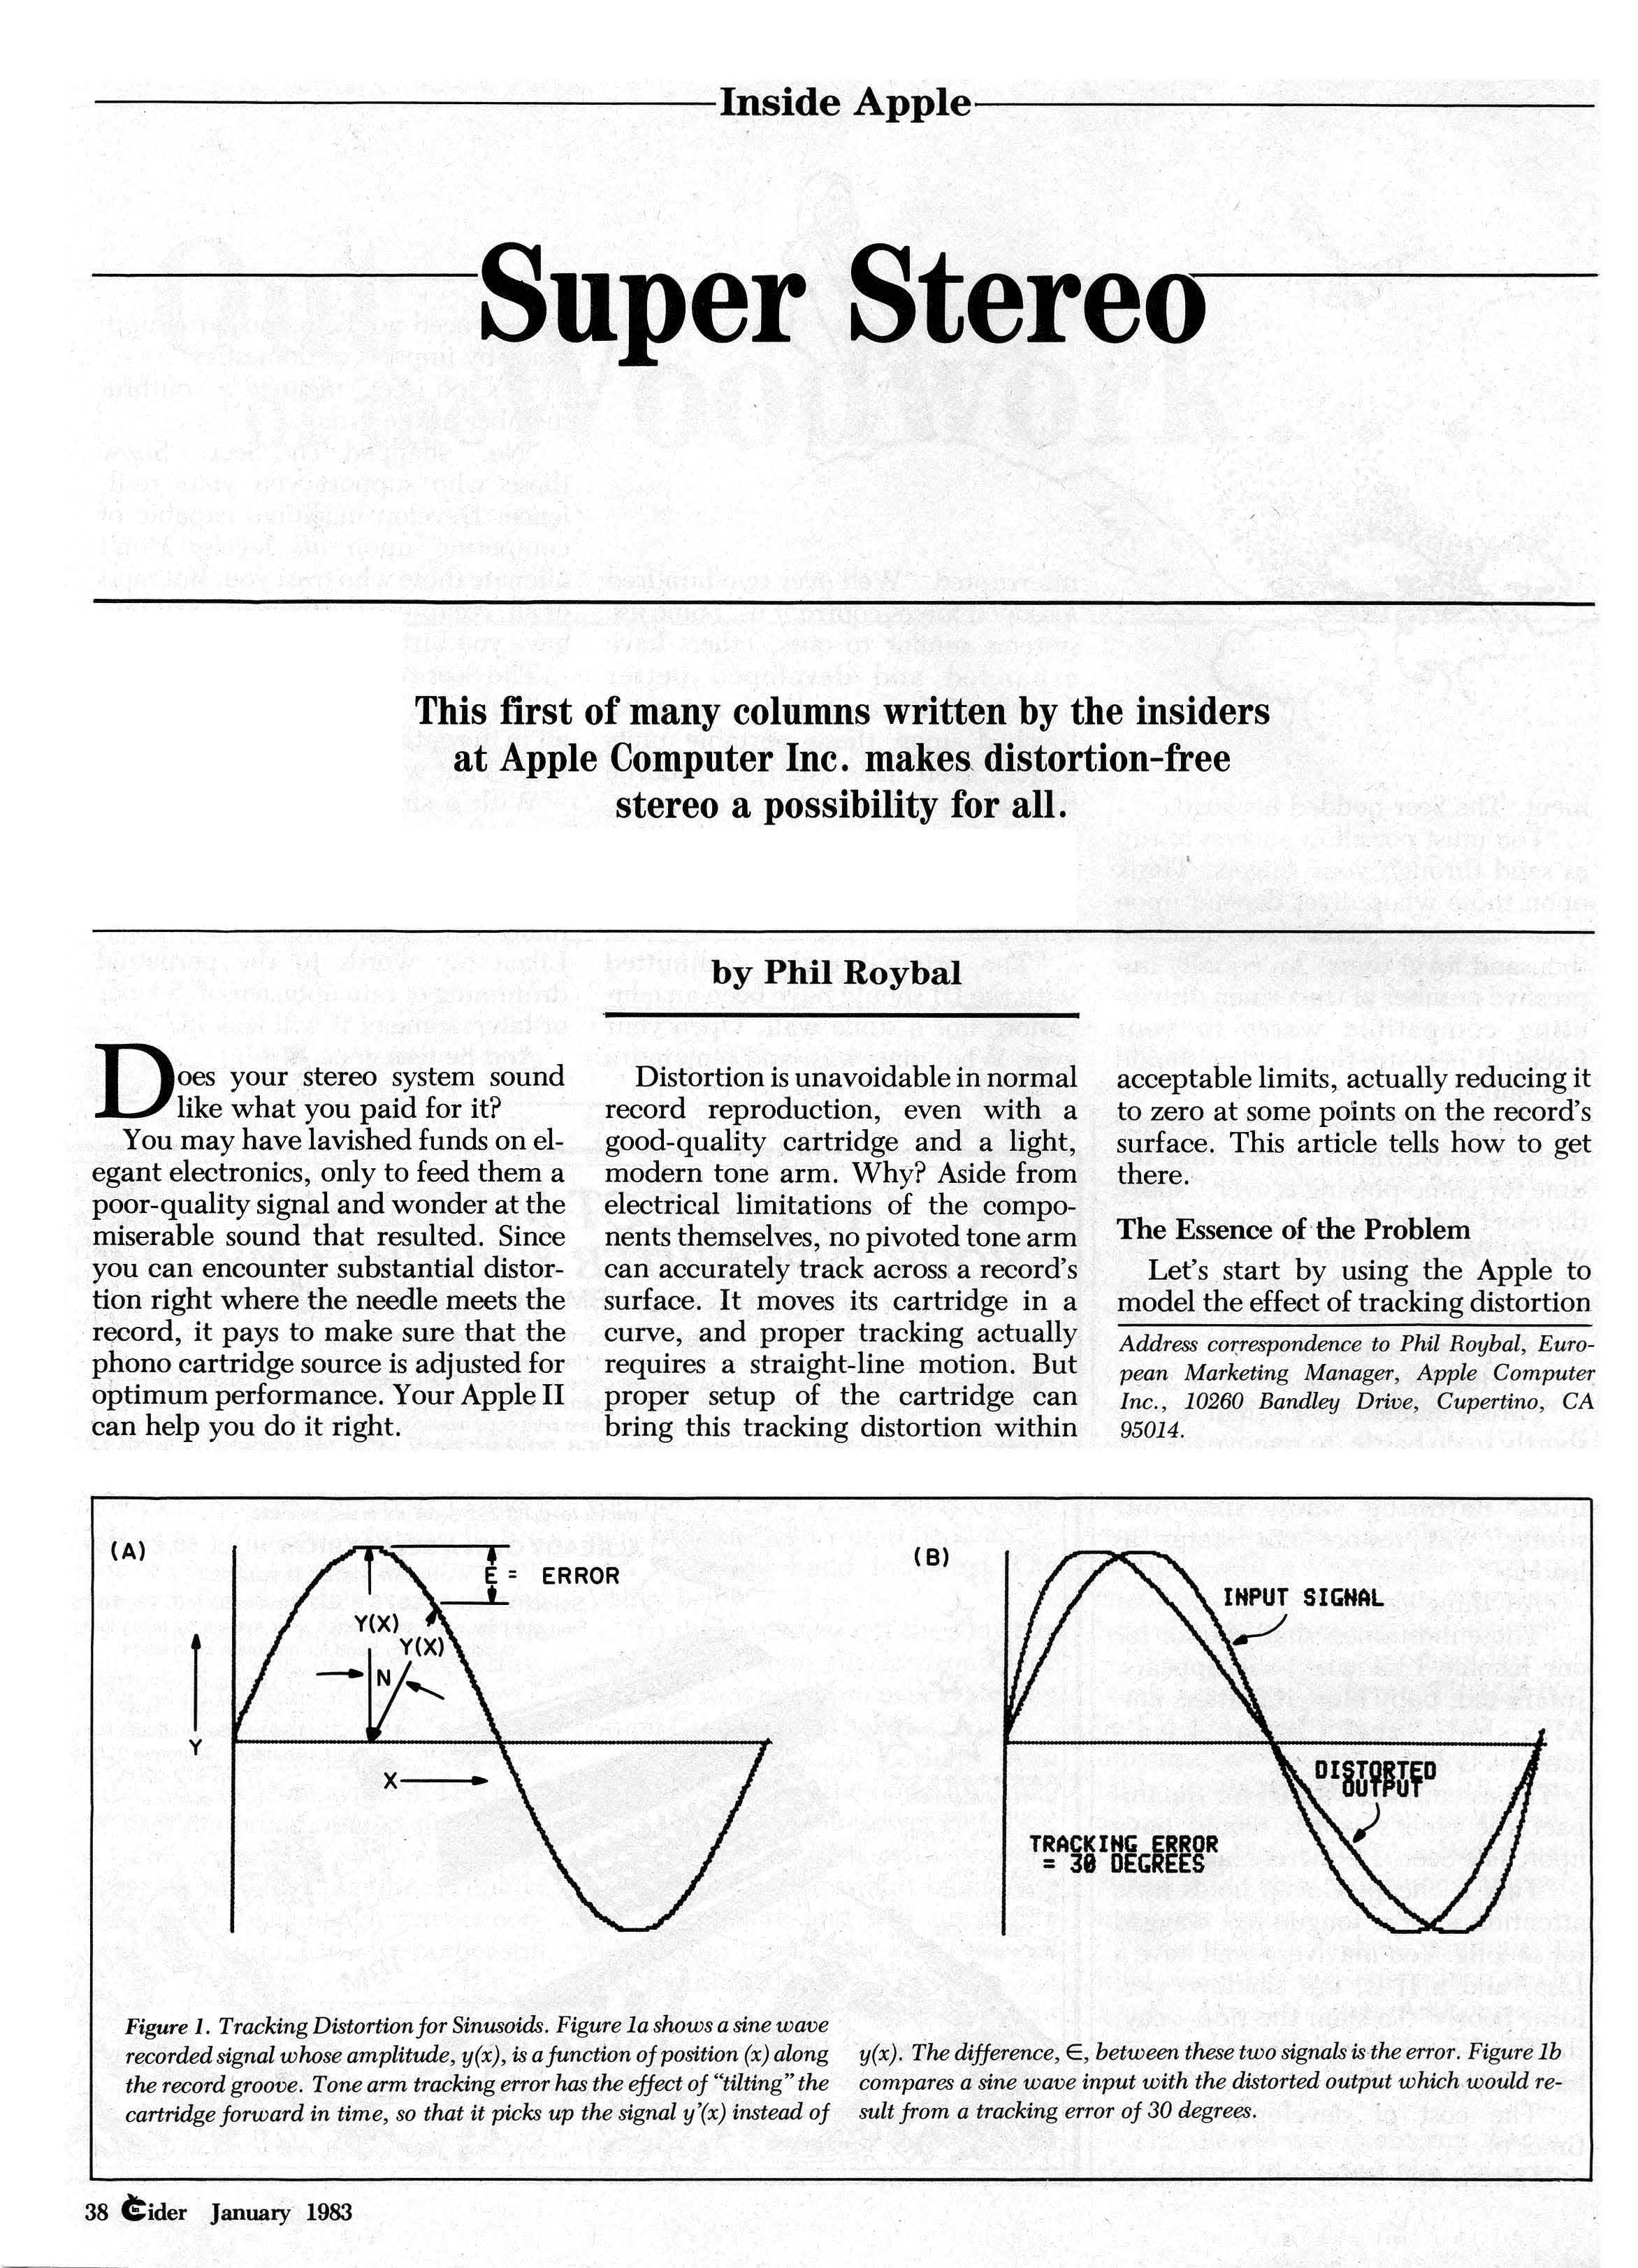 Inside Apple
Super Stereo
This first of many columns written by the insiders
at Apple Computer Inc. makes distortion-free
stereo a possibility for all.
by Phil Roybal
Does your stereo system sound
like what you paid for it?
You may have lavished funds on el-
egant electronics, only to feed them a
poor-quality signal and wonder at the
miserable sound that resulted. Since
you can encounter substantial distor-
tion right where the needle meets the
record, it pays to make sure that the
phono cartridge source is adjusted for
optimum performance. Your Apple II
can help you do it right.
Distortion is unavoidable in normal
record reproduction, even with a
good-quality cartridge and a light,
modern tone arm. Why? Aside from
electrical limitations of the compo-
nents themselves, no pivoted tone arm
can accurately track across a record's
surface. It moves its cartridge in a
curve, and proper tracking actually
requires a straight-line motion. But
proper setup of the cartridge can
bring this tracking distortion within
acceptable limits, actually reducing it
to zero at some points on the record's
surface. This article tells how to get
there.
The Essence of the Problem
Let's start by using the Apple to
model the effect of tracking distortion
Address correspondence to Phil Roybal, Euro-
pean Marketing Manager, Apple Computer
Inc., 10260 Bandley Drive, Cupertino, CA
95014.
(A)
E = ERROR
Y(X)
Y(X)
N
Y
X
(B)
INPUT SIGNAL
DISTORTED
OUTPUT
TRACKING ERROR
= 30 DEGREES
Figure 1. Tracking Distortion for Sinusoids. Figure 1a shows a sine wave
recorded signal whose amplitude, y(x), is a function of position (x) along
the record groove. Tone arm tracking error has the effect of "tilting" the
cartridge forward in time, so that it picks up the signal y'(x) instead of
y(x). The difference, ∈, between these two signals is the error. Figure 1b
compares a sine wave input with the distorted output which would re-
sult from a tracking error of 30 degrees.
38 inCider January 1983